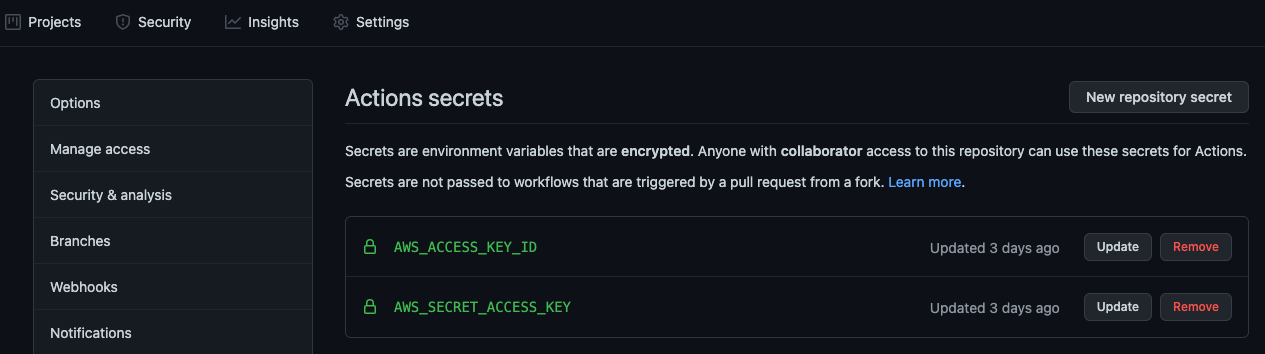 Projects Security Insights Settings
Options
Manage access
Security & analysis
Branches
Webhooks
Notifications
Actions secrets
New repository secret
Secrets are environment variables that are encrypted. Anyone with collaborator access to this repository can use these secrets for Actions.
Secrets are not passed to workflows that are triggered by a pull request from a fork. Learn more.
AWS_ACCESS_KEY_ID Updated 3 days ago Update Remove
AWS_SECRET_ACCESS_KEY Updated 3 days ago Update Remove